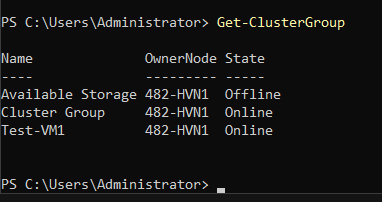 PS C:\Users\Administrator> Get-ClusterGroup
Name              OwnerNode State
----              --------- -----
Available Storage 482-HVN1  Offline
Cluster Group     482-HVN1  Online
Test-VM1          482-HVN1  Online
PS C:\Users\Administrator>